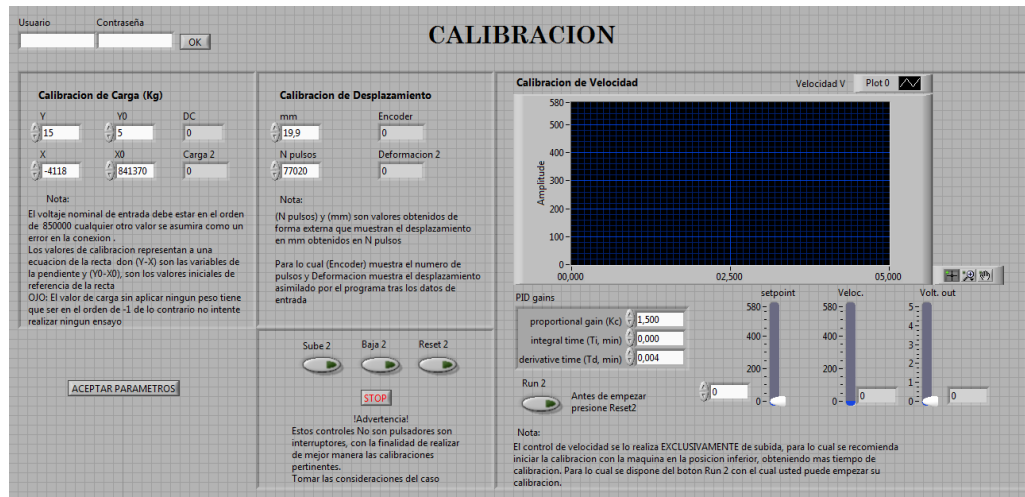 Usuario Contraseña
OK
CALIBRACION
Calibracion de Carga (Kg)
Y Y0 DC
15 5 0
X X0 Carga 2
-4118 841370 0
Nota:
El voltaje nominal de entrada debe estar en el orden
de 850000 cualquier otro valor se asumira como un
error en la conexion .
Los valores de calibracion representan a una
ecuacion de la recta don (Y-X) son las variables de
la pendiente y (Y0-X0), son los valores iniciales de
referencia de la recta
OJO: El valor de carga sin aplicar ningun peso tiene
que ser en el orden de -1 de lo contrario no intente
realizar ningun ensayo
ACEPTAR PARAMETROS
Calibracion de Desplazamiento
mm Encoder
19,9 0
N pulsos Deformacion 2
77020 0
Nota:
(N pulsos) y (mm) son valores obtenidos de
forma externa que muestran el desplazamiento
en mm obtenidos en N pulsos
Para lo cual (Encoder) muestra el numero de
pulsos y Deformacion muestra el desplazamiento
asimilado por el programa tras los datos de
entrada
Sube 2 Baja 2 Reset 2
STOP
!Advertencia!
Estos controles No son pulsadores son
interruptores, con la finalidad de realizar
de mejor manera las calibraciones
pertinentes.
Tomar las consideraciones del caso
Calibracion de Velocidad Velocidad V Plot 0
580
500
400
300
200
100
0
Amplitude
00,000 02,500 05,000
PID gains
proportional gain (Kc) 1,500
integral time (Ti, min) 0,000
derivative time (Td, min) 0,004
Run 2
Antes de empezar
presione Reset2
setpoint Veloc. Volt. out
580 580 5
4
400 400
3
200 200 2
1
0 0 0
0 0 0
Nota:
El control de velocidad se lo realiza EXCLUSIVAMENTE de subida, para lo cual se recomienda
iniciar la calibracion con la maquina en la posicion inferior, obteniendo mas tiempo de
calibracion. Para lo cual se dispone del boton Run 2 con el cual usted puede empezar su
calibracion.